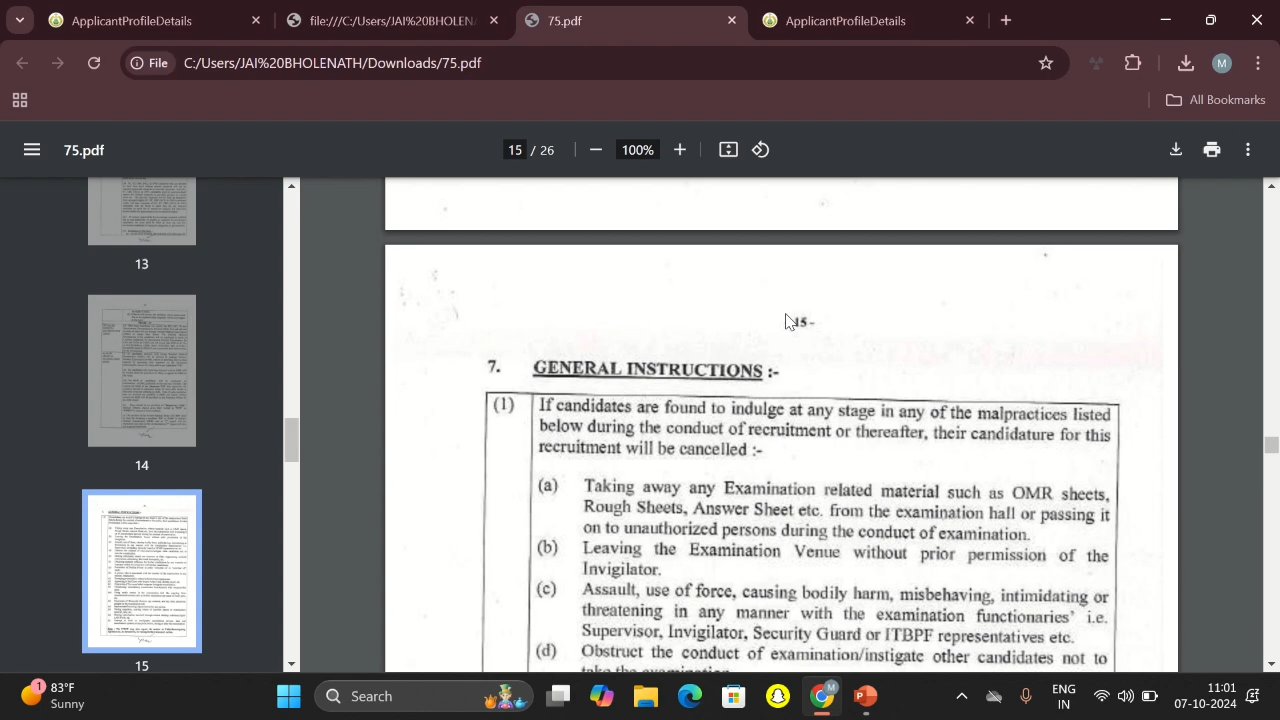 ApplicantProfileDetails
file:///C:/Users/JAI%20BHOLENA
75.pdf
ApplicantProfileDetails
File
C:/Users/JAI%20BHOLENATH/Downloads/75.pdf
M
All Bookmarks
75.pdf
15 / 26
100%
13
14
15
15-
7. GENERAL INSTRUCTIONS :-
(1) If candidates are found to indulge at any stage in any of the malpractices listed
below during the conduct of recruitment or thereafter, their candidature for this
recruitment will be cancelled :-
(a) Taking away any Examination related material such as OMR sheets,
Rough Sheets, Answer Sheet etc. from the examination hall or passing it
on to unauthorized persons during the conduct of examination.
(b) Leaving the Examination Venue without prior permission of the
Invigilator.
(c) Assault, use of force, causing bodily harm, misbehaving, intimidating or
threatening in any manner with the examination functionaries i.e.
Supervisor, Invigilator, Security Guard or ITBPF representatives etc.
(d) Obstruct the conduct of examination/instigate other candidates not to
take the examination.
1
83°F
Sunny
Search
M
ENG
IN
11:01
07-10-2024